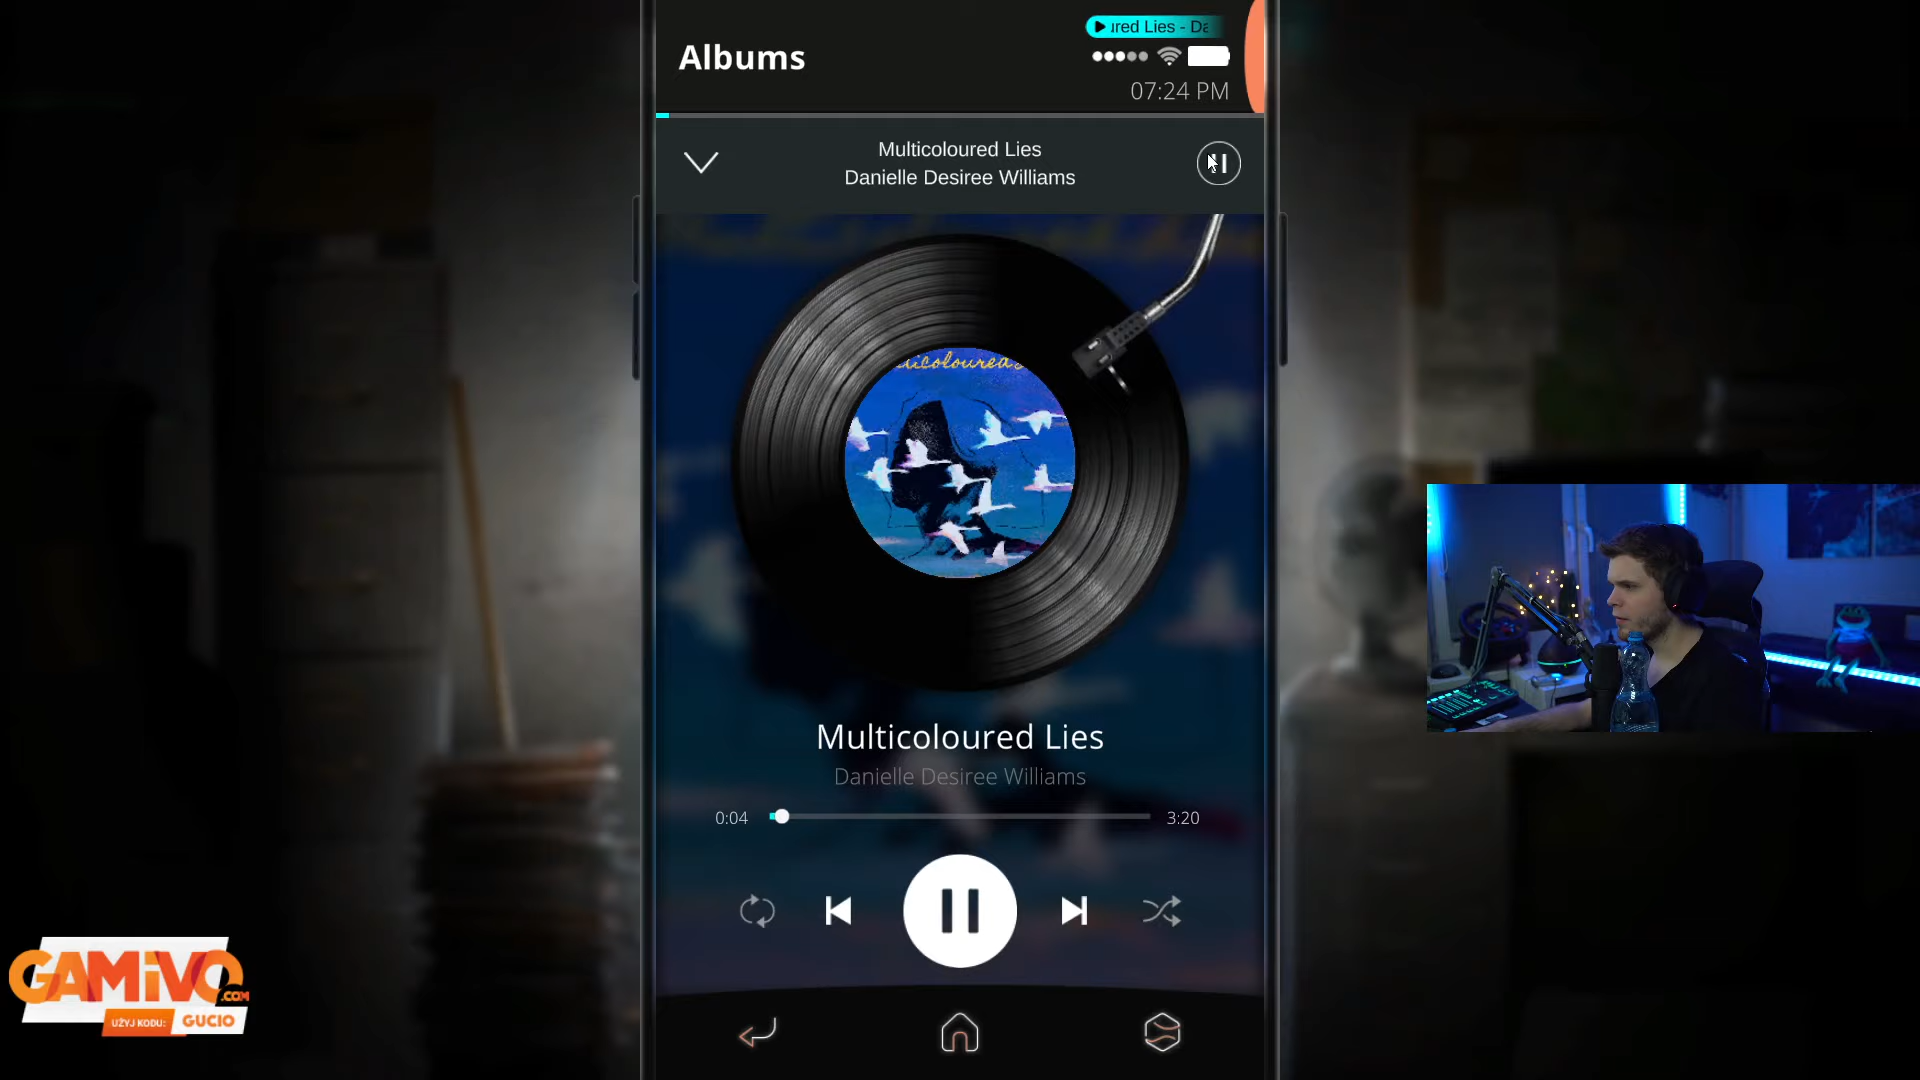 ured Lies - Da
Albums
07:24 PM
Multicoloured Lies
Danielle Desiree Williams
Multicoloured Lies
Danielle Desiree Williams
0:04
3:20
GAMIVO
.COM
UŻYJ KODU:
GUCIO